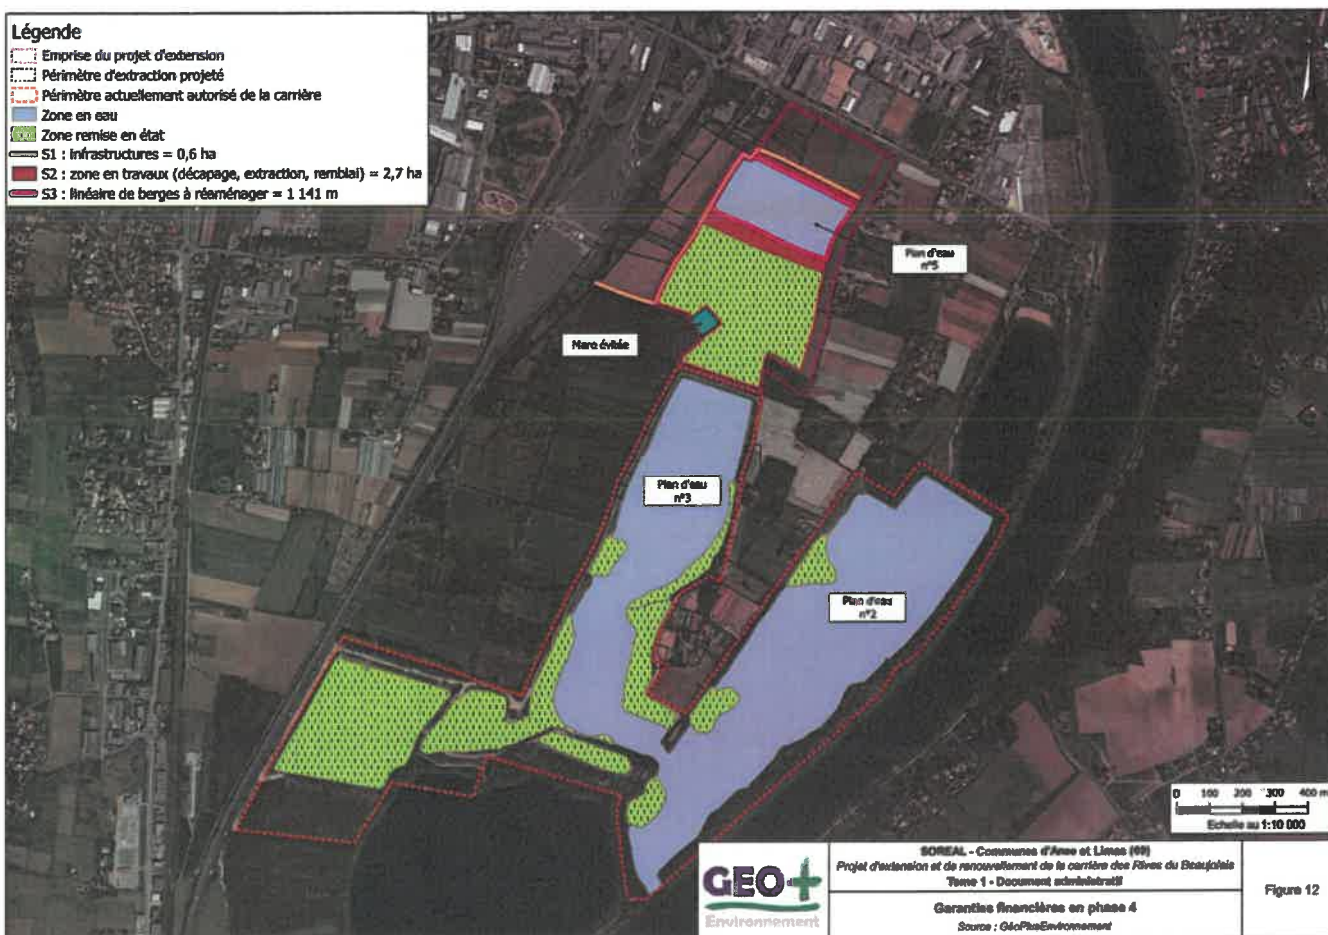 Légende
Emprise du projet d'extension
Périmètre d'extraction projeté
Périmètre actuellement autorisé de la carrière
Zone en eau
Zone remise en état
S1 : infrastructures = 0,6 ha
S2 : zone en travaux (décapage, extraction, remblai) = 2,7 ha
S3 : linéaire de berges à réaménager = 1 141 m
Plan d'eau
n°5
Mare évitée
Plan d'eau
n°3
Plan d'eau
n°2
0 100 200 300 400 m
Echelle au 1:10 000
GEO+
Environnement
SOREAL - Communes d'Anse et Limas (69)
Projet d'extension et de renouvellement de la carrière des Rives du Beaujolais
Tome 1 - Document administratif
Garanties financières en phase 4
Source : GéoPlusEnvironnement
Figure 12